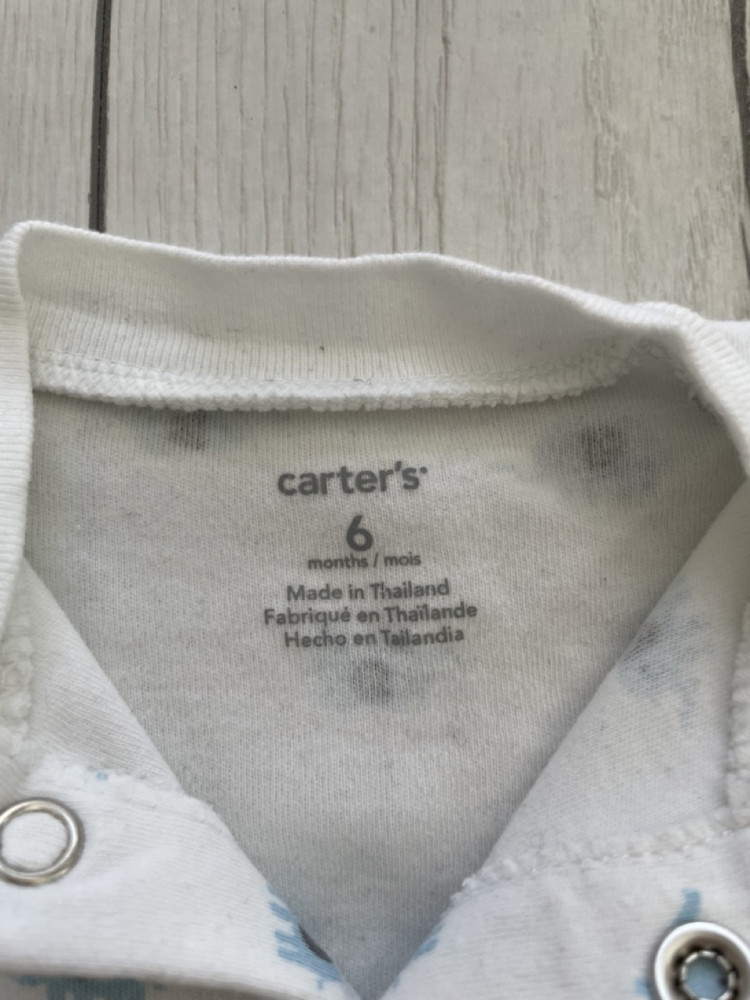 carter's
6
months / mois
Made in Thailand
Fabriqué en Thaïlande
Hecho en Tailandia